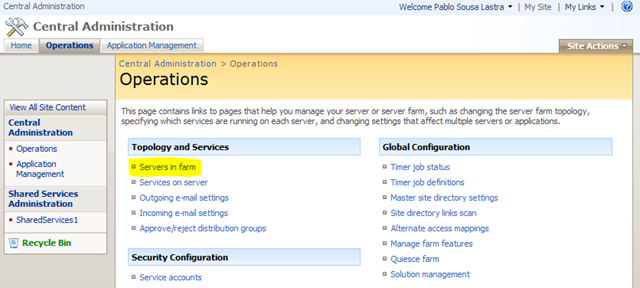 Central Administration
Welcome Pablo Sousa Lastra | My Site | My Links |
Central Administration
Home Operations Application Management Site Actions
Central Administration > Operations
Operations
View All Site Content
Central
Administration
Operations
Application
Management
Shared Services
Administration
SharedServices1
Recycle Bin
This page contains links to pages that help you manage your server or server farm, such as changing the server farm topology,
specifying which services are running on each server, and changing settings that affect multiple servers or applications.
Topology and Services
Servers in farm
Services on server
Outgoing e-mail settings
Incoming e-mail settings
Approve/reject distribution groups
Security Configuration
Service accounts
Global Configuration
Timer job status
Timer job definitions
Master site directory settings
Site directory links scan
Alternate access mappings
Manage farm features
Quiesce farm
Solution management